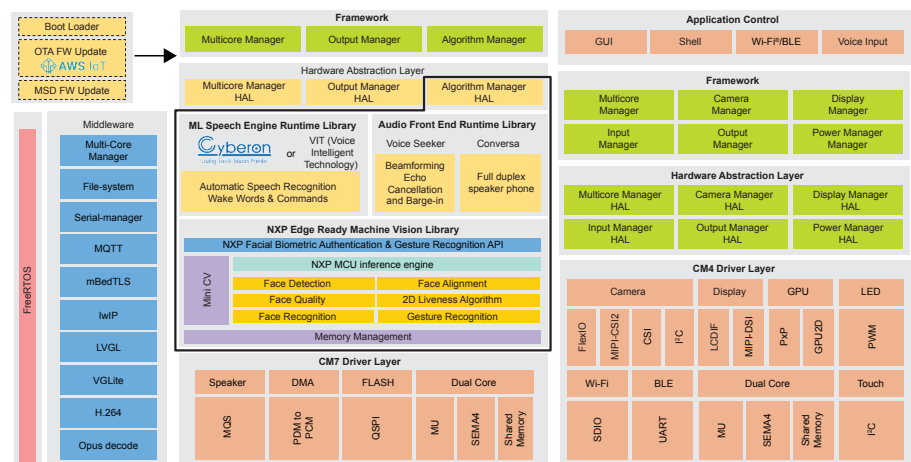 Boot Loader
OTA FW Update
AWS IoT
MSD FW Update
FreeRTOS
Middleware
Multi-Core
Manager
File-system
Serial-manager
MQTT
mBedTLS
IwIP
LVGL
VGLite
H.264
Opus decode
Framework
Multicore Manager
Output Manager
Algorithm Manager
Hardware Abstraction Layer
Multicore Manager
HAL
Output Manager
HAL
Algorithm Manager
HAL
ML Speech Engine Runtime Library
Cyberon
Leading Speech Solution Provider
or
VIT (Voice
Intelligent
Technology)
Automatic Speech Recognition
Wake Words & Commands
Audio Front End Runtime Library
Voice Seeker
Conversa
Beamforming
Echo
Cancellation
and Barge-in
Full duplex
speaker phone
NXP Edge Ready Machine Vision Library
NXP Facial Biometric Authentication & Gesture Recognition API
Mini CV
NXP MCU inference engine
Face Detection
Face Alignment
Face Quality
2D Liveness Algorithm
Face Recognition
Gesture Recognition
Memory Management
CM7 Driver Layer
Speaker
DMA
FLASH
Dual Core
MQS
PDM to
PCM
QSPI
MU
SEMA4
Shared
Memory
Application Control
GUI
Shell
Wi-Fi®/BLE
Voice Input
Framework
Multicore
Manager
Camera
Manager
Display
Manager
Input
Manager
Output
Manager
Power Manager
Manager
Hardware Abstraction Layer
Multicore Manager
HAL
Camera Manager
HAL
Display Manager
HAL
Input Manager
HAL
Output Manager
HAL
Power Manager
HAL
CM4 Driver Layer
Camera
Display
GPU
LED
FlexIO
MIPI-CSI2
CSI
I²C
LCDIF
MIPI-DSI
PxP
GPU2D
PWM
Wi-Fi
BLE
Dual Core
Touch
SDIO
UART
MU
SEMA4
Shared
Memory
I²C